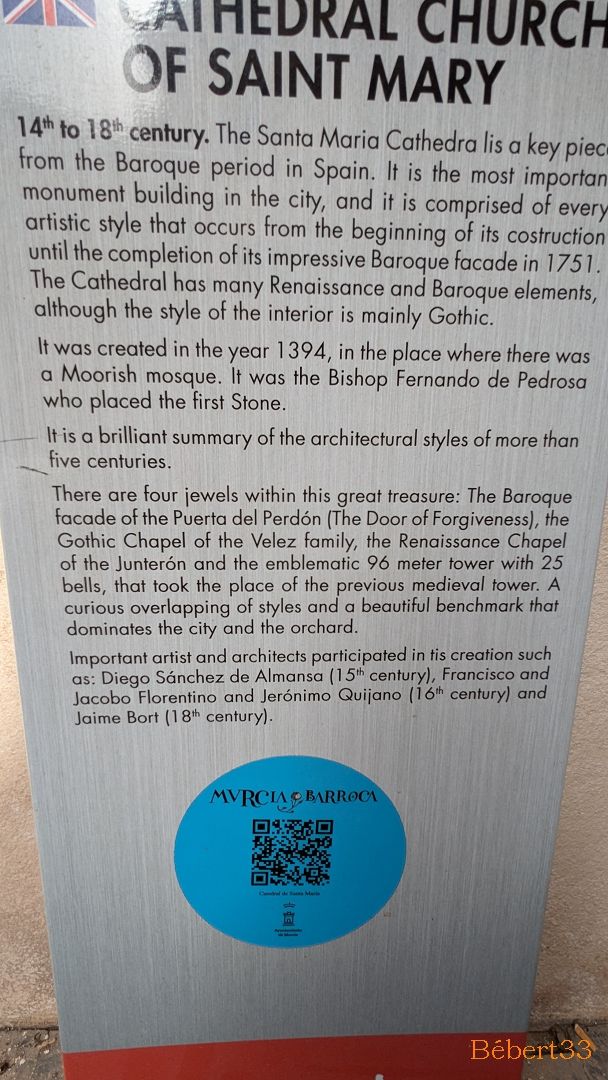 CATHEDRAL CHURCH
OF SAINT MARY
14th to 18th century. The Santa Maria Cathedra lis a key piec
from the Baroque period in Spain. It is the most importan
monument building in the city, and it is comprised of every
artistic style that occurs from the beginning of its costruction
until the completion of its impressive Baroque facade in 1751.
The Cathedral has many Renaissance and Baroque elements,
although the style of the interior is mainly Gothic.
It was created in the year 1394, in the place where there was
a Moorish mosque. It was the Bishop Fernando de Pedrosa
who placed the first Stone.
It is a brilliant summary of the architectural styles of more than
five centuries.
There are four jewels within this great treasure: The Baroque
facade of the Puerta del Perdón (The Door of Forgiveness), the
Gothic Chapel of the Velez family, the Renaissance Chapel
of the Junterón and the emblematic 96 meter tower with 25
bells, that took the place of the previous medieval tower. A
curious overlapping of styles and a beautiful benchmark that
dominates the city and the orchard.
Important artist and architects participated in tis creation such
as: Diego Sánchez de Almansa (15th century), Francisco and
Jacobo Florentino and Jerónimo Quijano (16th century) and
Jaime Bort (18th century).
MVRCIA BARROCA
Catedral de Santa María
Ayuntamiento
de Murcia
Bébert33